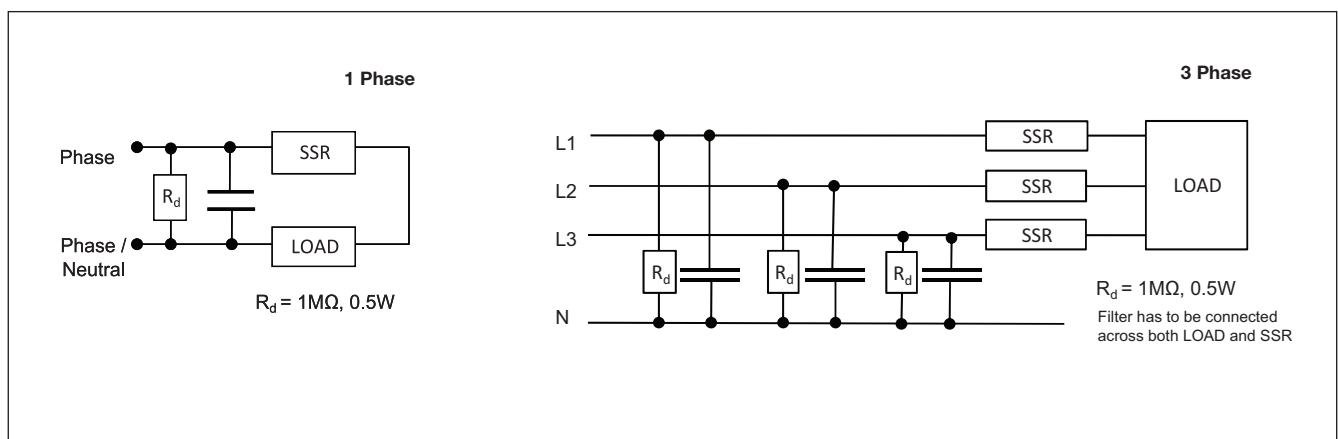 1 Phase
Phase
SSR
Rd
Phase /
Neutral
LOAD
Rd = 1MΩ, 0.5W
3 Phase
L1
SSR
L2
SSR
LOAD
L3
SSR
Rd
Rd
Rd
N
Rd = 1MΩ, 0.5W
Filter has to be connected
across both LOAD and SSR